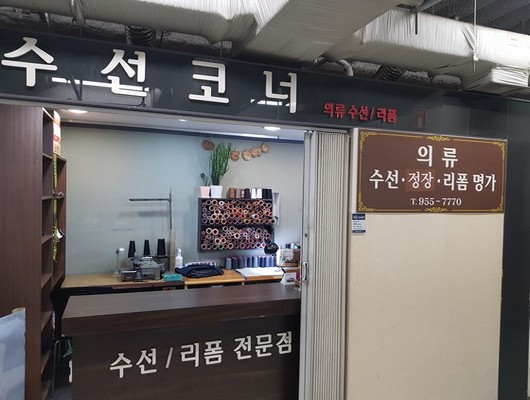 수선코너
의류 수선/리폼
의류
수선·정장·리폼 명가
T. 955-7770
수선/리폼 전문점